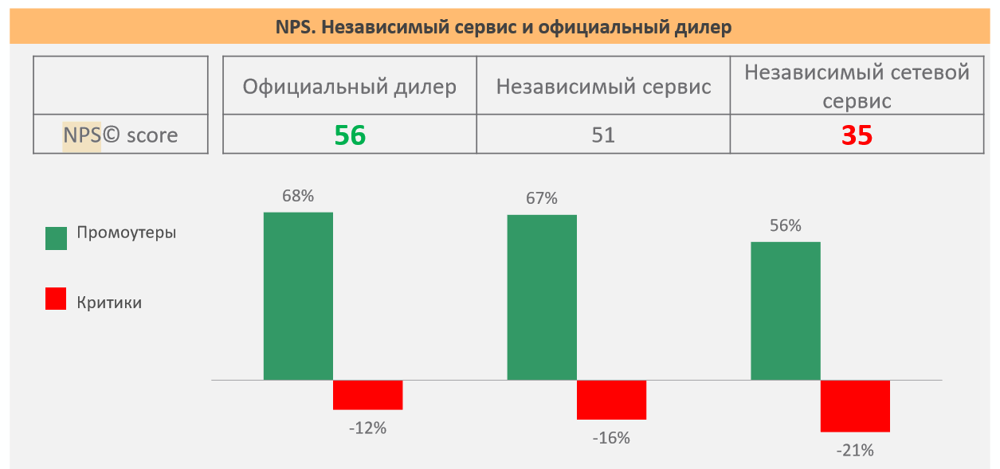 NPS. Независимый сервис и официальный дилер
Официальный дилер
Независимый сервис
Независимый сетевой
сервис
NPS© score
56
51
35
68%
67%
56%
Промоутеры
Критики
-12%
-16%
-21%